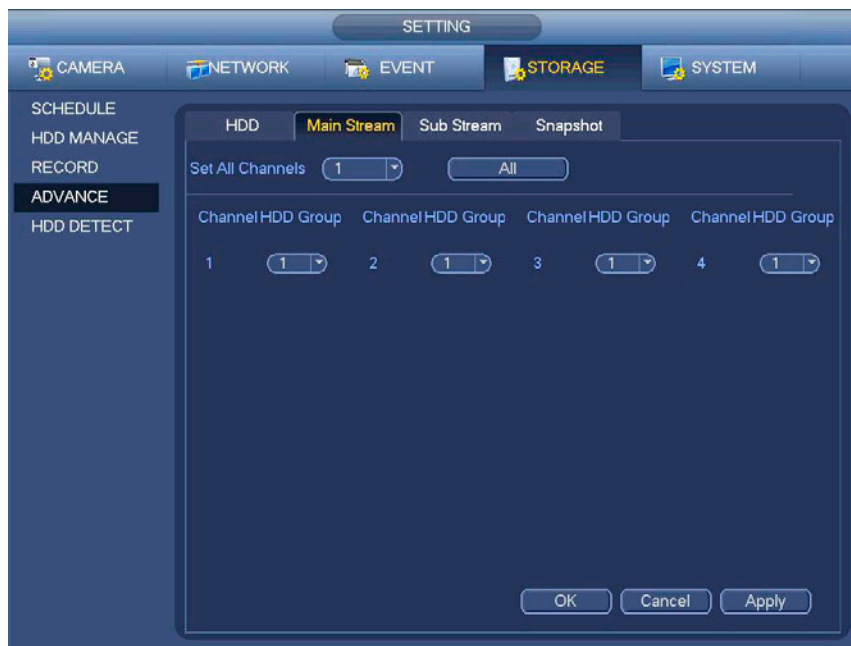 SETTING
CAMERA NETWORK EVENT STORAGE SYSTEM
SCHEDULE
HDD MANAGE
RECORD
ADVANCE
HDD DETECT
HDD Main Stream Sub Stream Snapshot
Set All Channels 1 All
Channel HDD Group Channel HDD Group Channel HDD Group Channel HDD Group
1 1 2 1 3 1 4 1
OK Cancel Apply